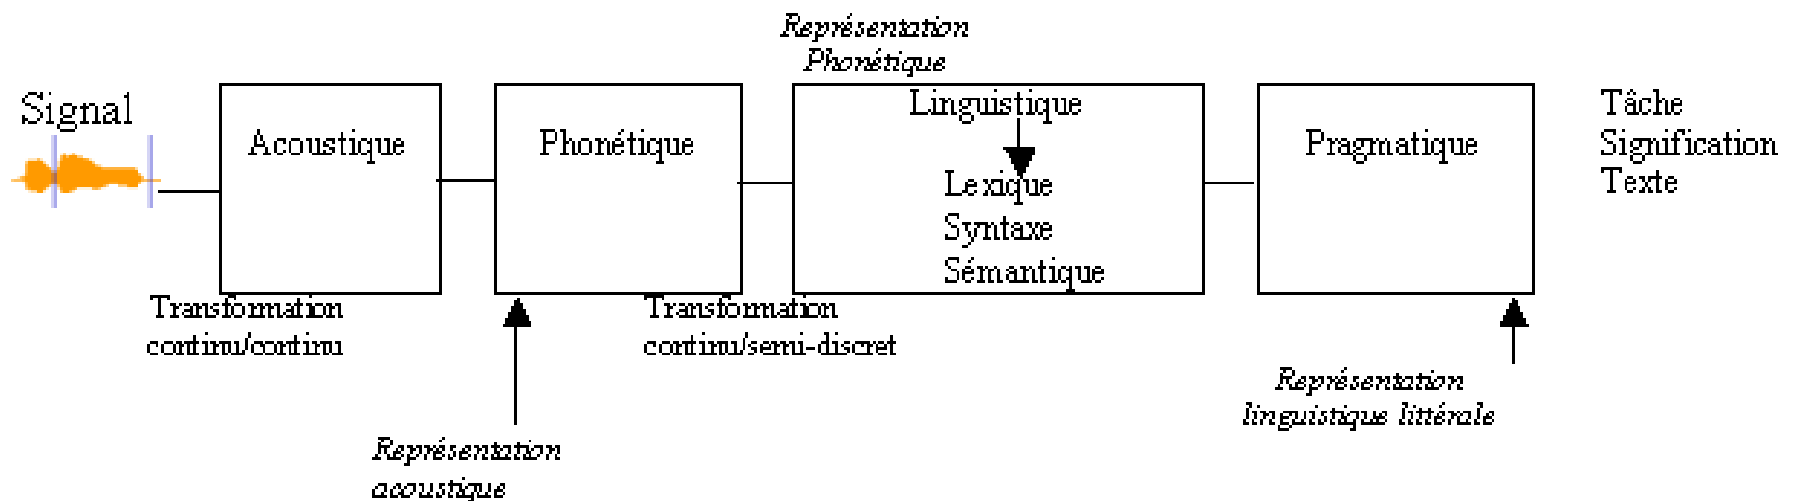 Représentation
Phonétique
Signal
Acoustique
Phonétique
Linguistique
Lexique
Syntaxe
Sémantique
Pragmatique
Tâche
Signification
Texte
Transformation
continu/continu
Transformation
continu/semi-discret
Représentation
acoustique
Représentation
linguistique littérale